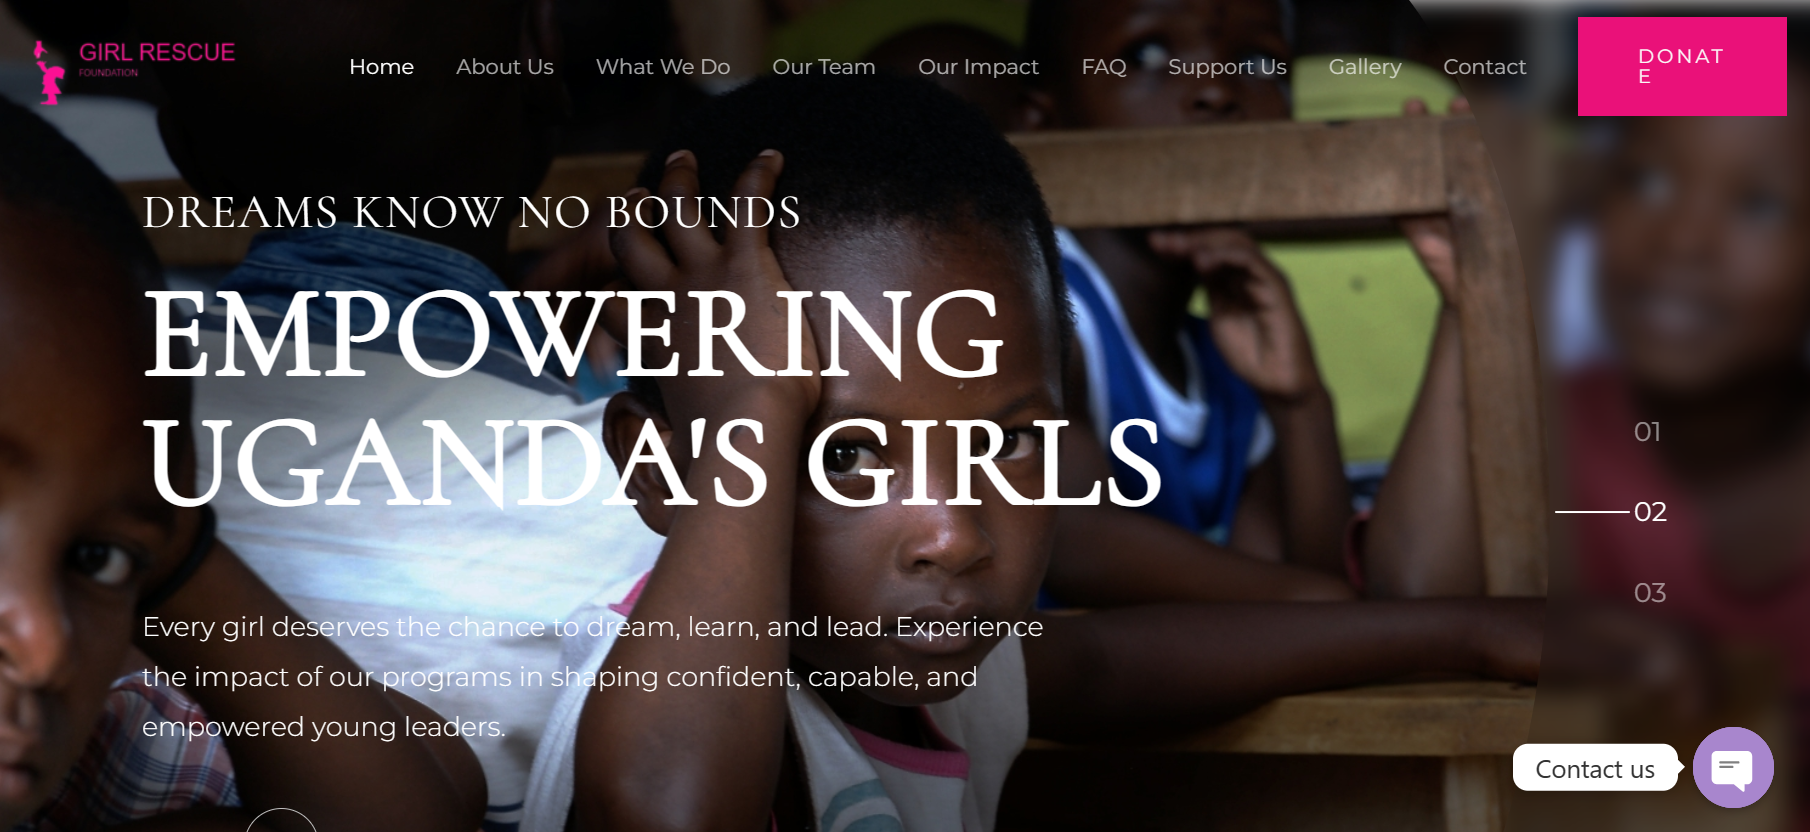 GIRL RESCUE
FOUNDATION
Home About Us What We Do Our Team Our Impact FAQ Support Us Gallery Contact
DONAT
E
DREAMS KNOW NO BOUNDS
EMPOWERING
UGANDA'S GIRLS
01
02
03
Every girl deserves the chance to dream, learn, and lead. Experience
the impact of our programs in shaping confident, capable, and
empowered young leaders.
Contact us